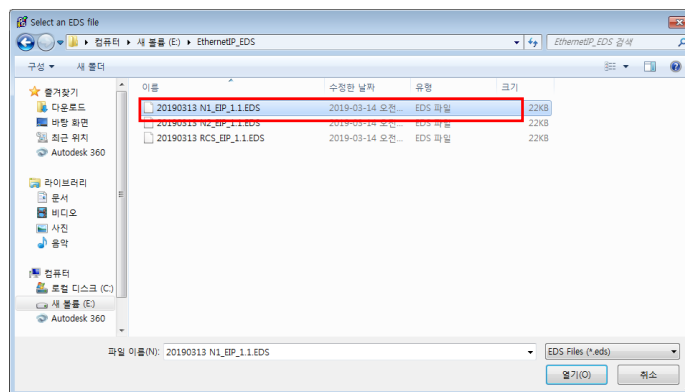 Select an EDS file
컴퓨터 ▸ 새 볼륨 (E:) ▸ EthernetIP_EDS
EthernetIP_EDS 검색
구성 새 폴더
이름 수정한 날짜 유형 크기
20190313 N1_EIP_1.1.EDS 2019-03-14 오전... EDS 파일 22KB
20190313 N2_EIP_1.1.EDS 2019-03-14 오전... EDS 파일 22KB
20190313 RCS_EIP_1.1.EDS 2019-03-14 오전... EDS 파일 22KB
즐겨찾기
다운로드
바탕 화면
최근 위치
Autodesk 360
라이브러리
문서
비디오
사진
음악
컴퓨터
로컬 디스크 (C:)
새 볼륨 (E:)
Autodesk 360
파일 이름(N): 20190313 N1_EIP_1.1.EDS EDS Files (*.eds)
열기(O) 취소